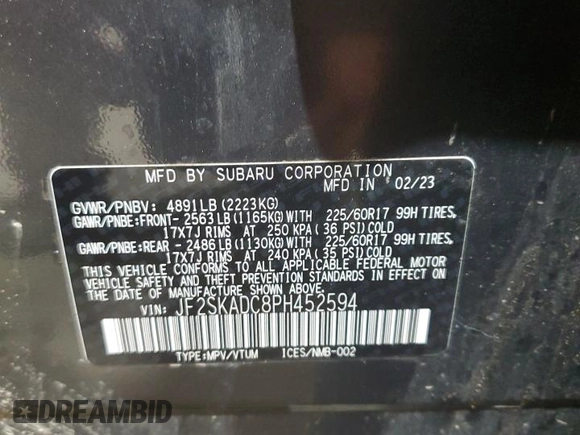 MFD BY SUBARU CORPORATION
MFD IN 02/23
GVWR/PNBV: 4891LB(2223KG)
GAWR/PNBE:FRONT- 2563LB(1165KG)WITH 225/60R17 99H TIRES,
17X7J RIMS AT 250 KPA( 36 PSI)COLD
GAWR/PNBE:REAR - 2486LB(1130KG)WITH 225/60R17 99H TIRES,
17X7J RIMS AT 240 KPA( 35 PSI)COLD
THIS VEHICLE CONFORMS TO ALL APPLICABLE FEDERAL MOTOR
VEHICLE SAFETY AND THEFT PREVENTION STANDARDS IN EFFECT
ON THE DATE OF MANUFACTURE SHOWN ABOVE.
VIN: JF2SKADC8PH452594
TYPE:MPV/VTUM ICES/NMB-002
DREAMBID